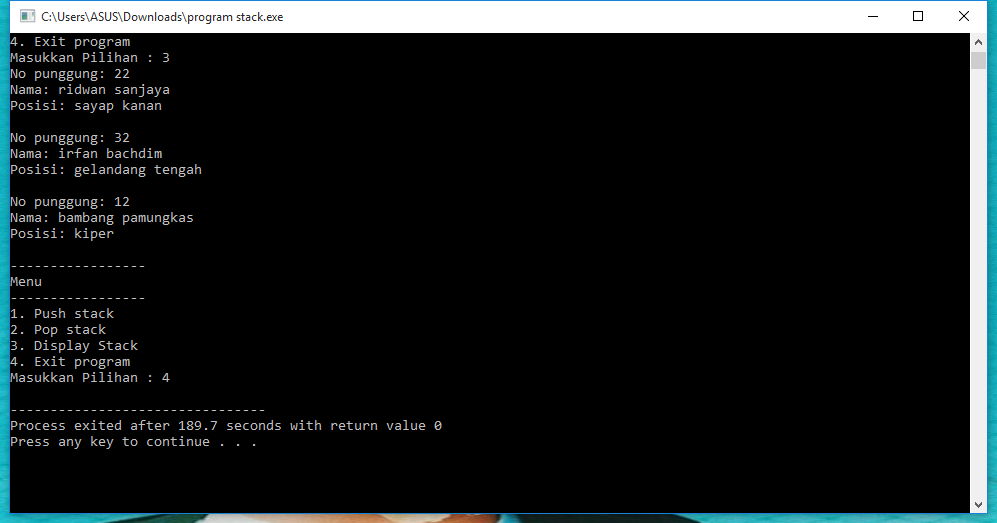 C:\Users\ASUS\Downloads\program stack.exe
4. Exit program
Masukkan Pilihan : 3
No punggung: 22
Nama: ridwan sanjaya
Posisi: sayap kanan
No punggung: 32
Nama: irfan bachdim
Posisi: gelandang tengah
No punggung: 12
Nama: bambang pamungkas
Posisi: kiper
-----------------
Menu
-----------------
1. Push stack
2. Pop stack
3. Display Stack
4. Exit program
Masukkan Pilihan : 4
--------------------------------
Process exited after 189.7 seconds with return value 0
Press any key to continue . . .